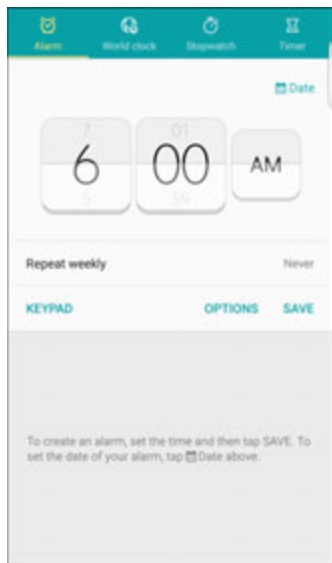 Alarm World clock Stopwatch Timer
Date
7 01
6 00 AM
5 59
Repeat weekly Never
KEYPAD OPTIONS SAVE
To create an alarm, set the time and then tap SAVE. To
set the date of your alarm, tap Date above.